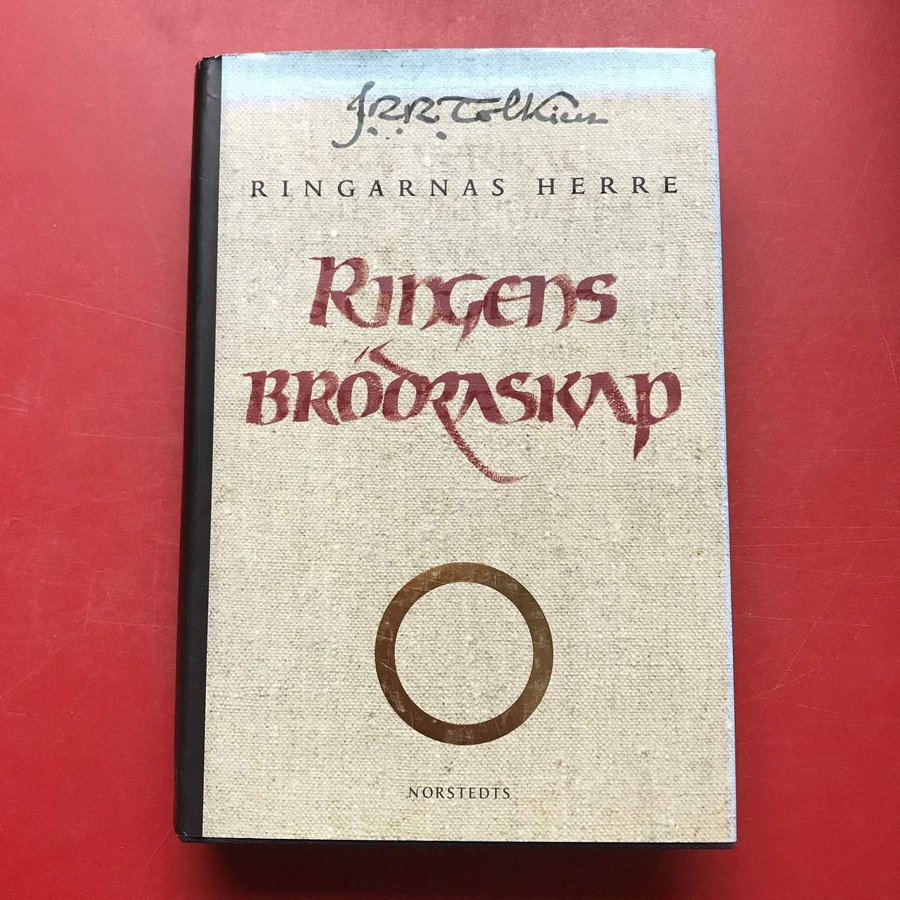 J.R.R. Tolkien
RINGARNAS HERRE
RINGENS
BRÖDRASKAP
NORSTEDTS